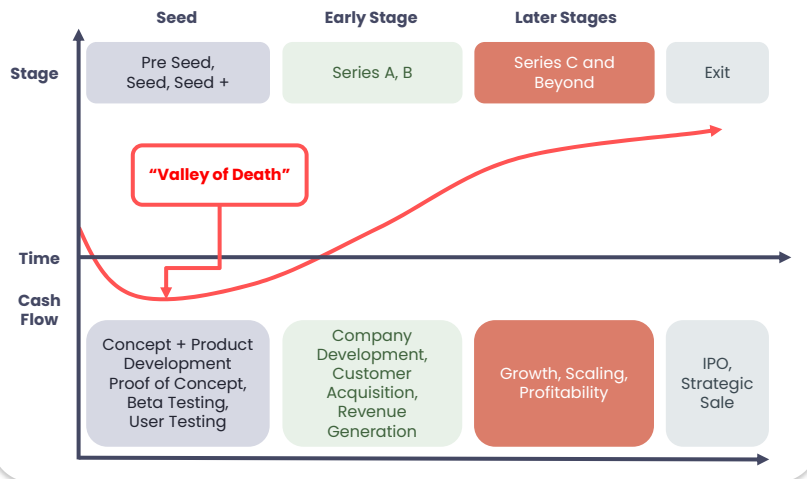 Seed
Early Stage
Later Stages
Stage
Pre Seed,
Seed, Seed +
Series A, B
Series C and
Beyond
Exit
“Valley of Death”
Time
Cash
Flow
Concept + Product
Development
Proof of Concept,
Beta Testing,
User Testing
Company
Development,
Customer
Acquisition,
Revenue
Generation
Growth, Scaling,
Profitability
IPO,
Strategic
Sale